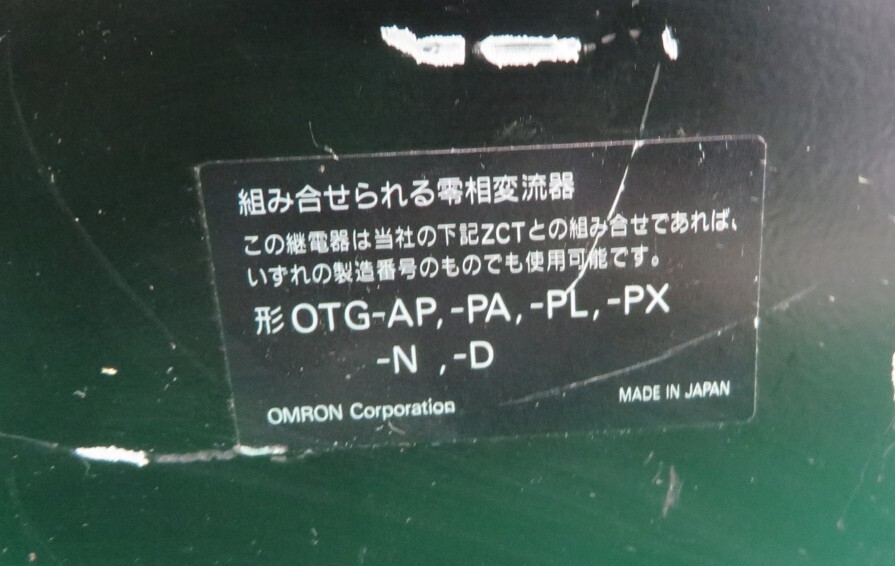 組み合せられる零相変流器
この継電器は当社の下記ZCTとの組み合せであれば、
いずれの製造番号のものでも使用可能です。
形OTG-AP,-PA,-PL,-PX
-N ,-D
OMRON Corporation
MADE IN JAPAN